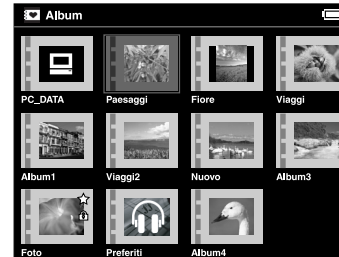 Album
PC_DATA Paesaggi Fiore Viaggi
Album1 Viaggi2 Nuovo Album3
Foto Preferiti Album4